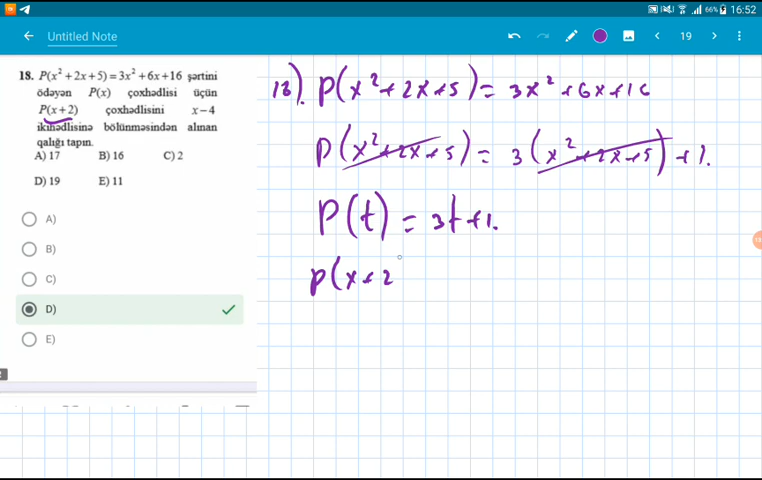 66% 16:52
Untitled Note
19
18. P(x² + 2x + 5) = 3x² + 6x + 16 şərtini
ödəyən P(x) çoxhədlisi üçün
P(x + 2) çoxhədlisini x − 4
ikihədlisinə bölünməsindən alınan
qalığı tapın.
A) 17 B) 16 C) 2
D) 19 E) 11
A)
B)
C)
D)
E)
18). P(x² + 2x + 5) = 3x² + 6x + 16
P(x² + 2x + 5) = 3(x² + 2x + 5) + 1.
P(t) = 3t + 1.
P(x + 2